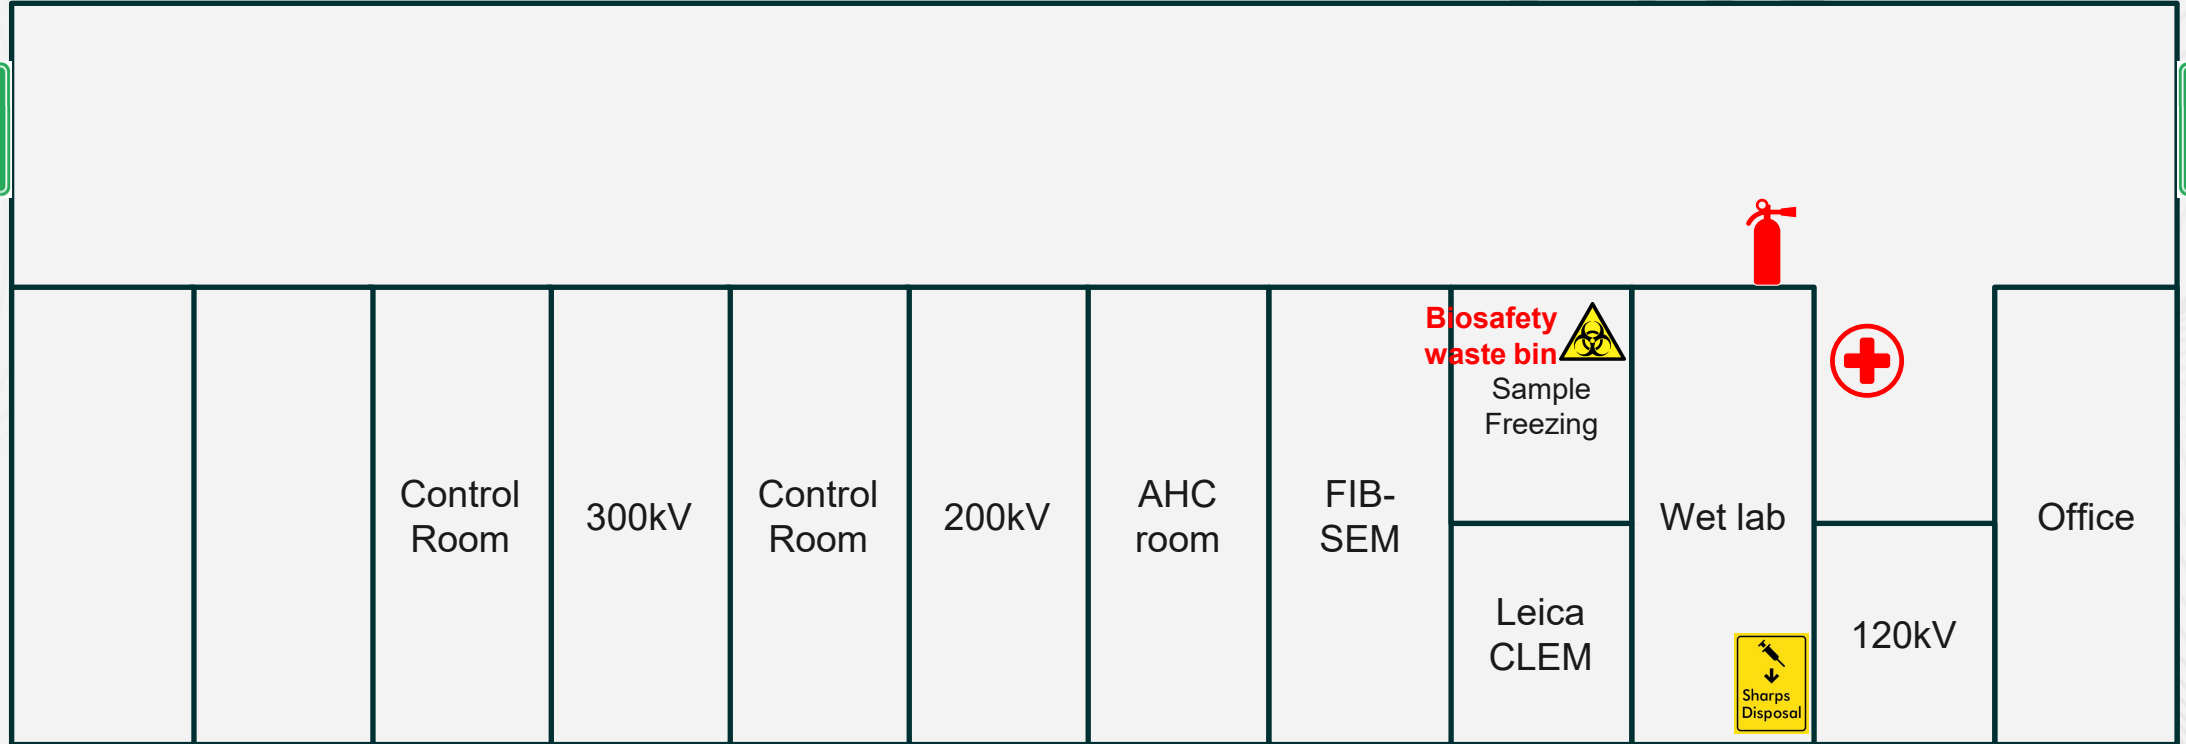 Control
Room
300kV
Control
Room
200kV
AHC
room
FIB-
SEM
Biosafety
waste bin
Sample
Freezing
Leica
CLEM
Wet lab
Sharps
Disposal
120kV
Office